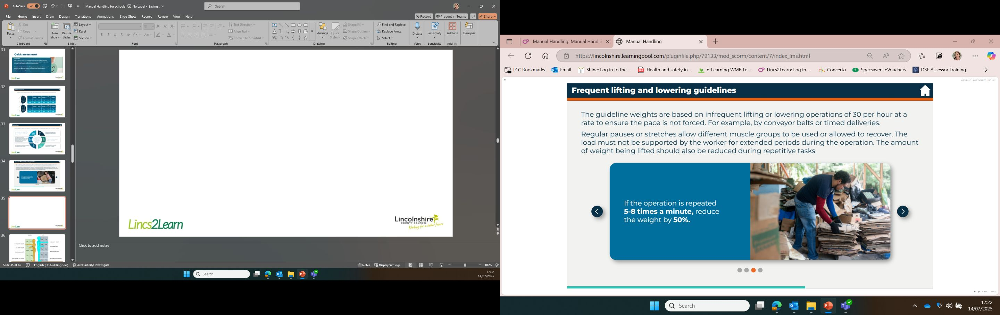 AutoSave
Manual Handling for schools
No Label • Saving...
Search
File Home Insert Draw Design Transitions Animations Slide Show Record Review View Help
Record
Present in Teams
Share
Paste
Cut
Copy
Format Painter
Clipboard
New Slide
Re-use Slides
Layout
Reset
Section
Slides
Font
Text Direction
Align Text
Convert to SmartArt
Paragraph
Arrange
Quick Styles
Shape Fill
Shape Outline
Shape Effects
Drawing
Find and Replace
Replace Fonts
Select
Editing
Dictate
Voice
Sensitivity
Sensitivity
Add-ins
Add-ins
Designer
31
Quick assessment
32
33
34
35
36
Lincs2Learn
Lincolnshire
COUNTY COUNCIL
Working for a better future
Click to add notes
Slide 35 of 66
English (United Kingdom)
Accessibility: Investigate
Notes
Display Settings
100%
Search
17:22
14/07/2025
Manual Handling: Manual Handlin
Manual Handling
https://lincolnshire.learningpool.com/pluginfile.php/79133/mod_scorm/content/7/index_lms.html
LCC Bookmarks
Email
Shine: Log in to the...
Health and safety in...
e-Learning WMB Le...
Lincs2Learn: Log in...
Concerto
Specsavers eVouchers
DSE Assessor Training
Frequent lifting and lowering guidelines
The guideline weights are based on infrequent lifting or lowering operations of 30 per hour at a
rate to ensure the pace is not forced. For example, by conveyor belts or timed deliveries.
Regular pauses or stretches allow different muscle groups to be used or allowed to recover. The
load must not be supported by the worker for extended periods during the operation. The amount
of weight being lifted should also be reduced during repetitive tasks.
If the operation is repeated
5-8 times a minute, reduce
the weight by 50%.
Search
17:22
14/07/2025